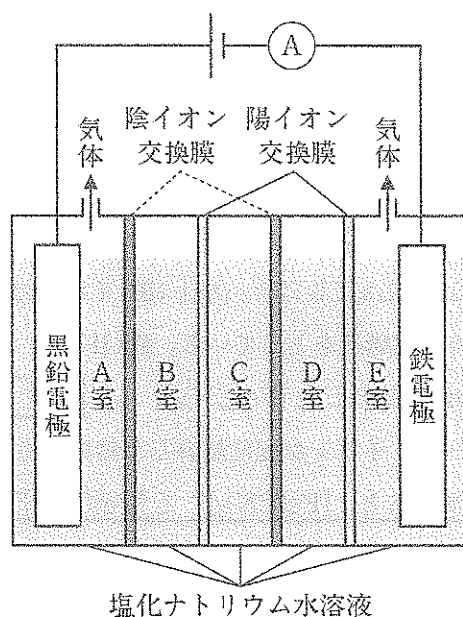 A
気体
陰イオン交換膜
陽イオン交換膜
気体
黒鉛電極
A室
B室
C室
D室
E室
鉄電極
塩化ナトリウム水溶液